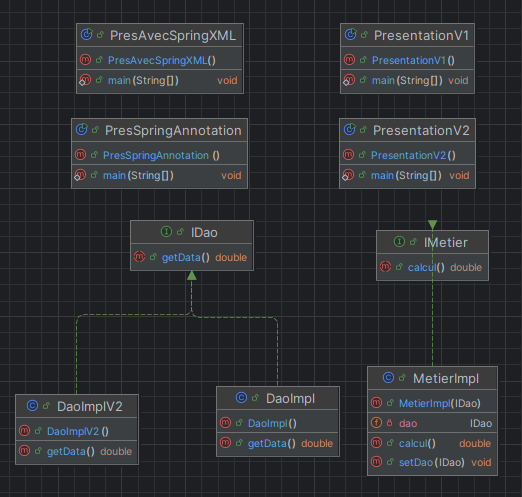 PresAvecSpringXML
PresAvecSpringXML()
main(String[]) void
PresentationV1
PresentationV1()
main(String[]) void
PresSpringAnnotation
PresSpringAnnotation ()
main(String[]) void
PresentationV2
PresentationV2()
main(String[]) void
IDao
getData() double
IMetier
calcul() double
DaoImplV2
DaoImplV2()
getData() double
DaoImpl
DaoImpl()
getData() double
MetierImpl
MetierImpl(IDao)
dao IDao
calcul() double
setDao(IDao) void